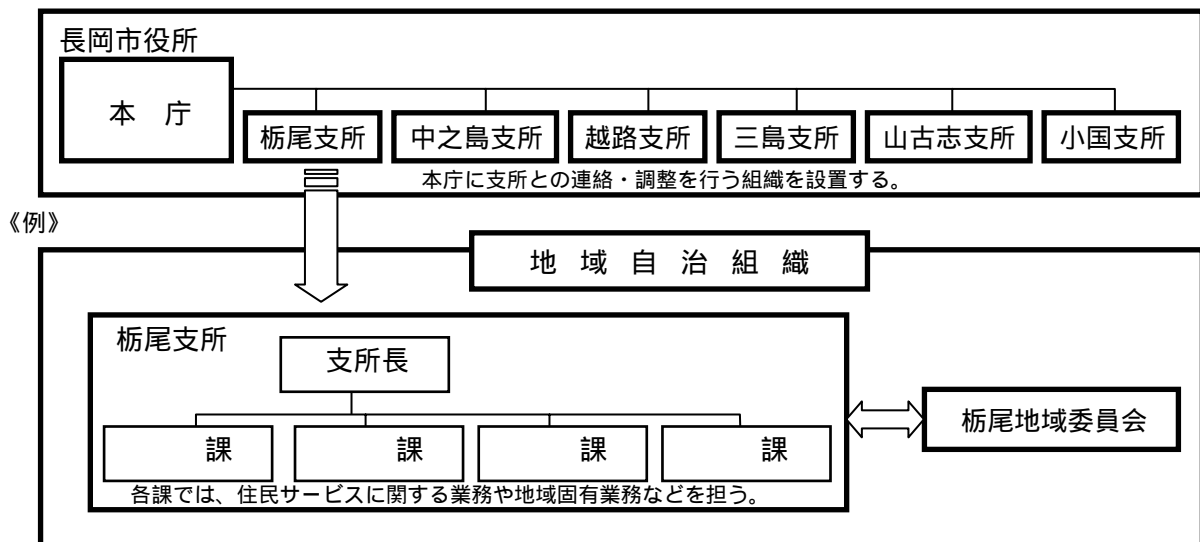 長岡市役所
本 庁
栃尾支所 中之島支所 越路支所 三島支所 山古志支所 小国支所
本庁に支所との連絡・調整を行う組織を設置する。
《例》
地 域 自 治 組 織
栃尾支所
支所長
課 課 課 課
各課では、住民サービスに関する業務や地域固有業務などを担う。
栃尾地域委員会